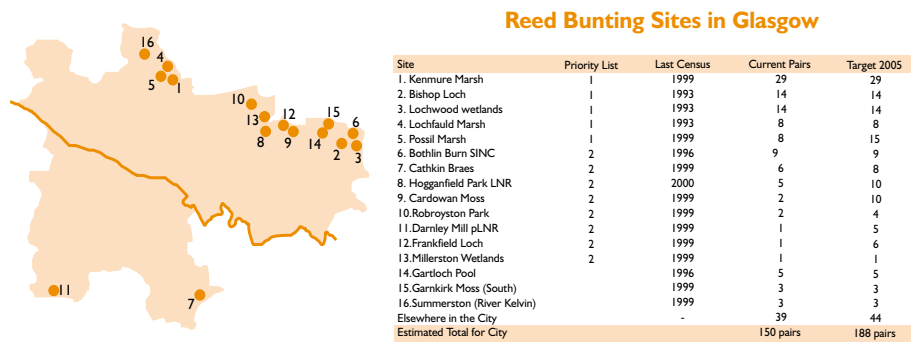 Reed Bunting Sites in Glasgow
Site Priority List Last Census Current Pairs Target 2005
1. Kenmure Marsh 1 1999 29 29
2. Bishop Loch 1 1993 14 14
3. Lochwood wetlands 1 1993 14 14
4. Lochfauld Marsh 1 1993 8 8
5. Possil Marsh 1 1999 8 15
6. Bothlin Burn SINC 2 1996 9 9
7. Cathkin Braes 2 1999 6 8
8. Hogganfield Park LNR 2 2000 5 10
9. Cardowan Moss 2 1999 2 10
10.Robroyston Park 2 1999 2 4
11.Darnley Mill pLNR 2 1999 1 5
12.Frankfield Loch 2 1999 1 6
13.Millerston Wetlands 2 1999 1 1
14.Gartloch Pool 1996 5 5
15.Garnkirk Moss (South) 1999 3 3
16.Summerston (River Kelvin) 1999 3 3
Elsewhere in the City - 39 44
Estimated Total for City 150 pairs 188 pairs
16
4
5
1
10
13
12
15
6
8
9
14
2
3
11
7